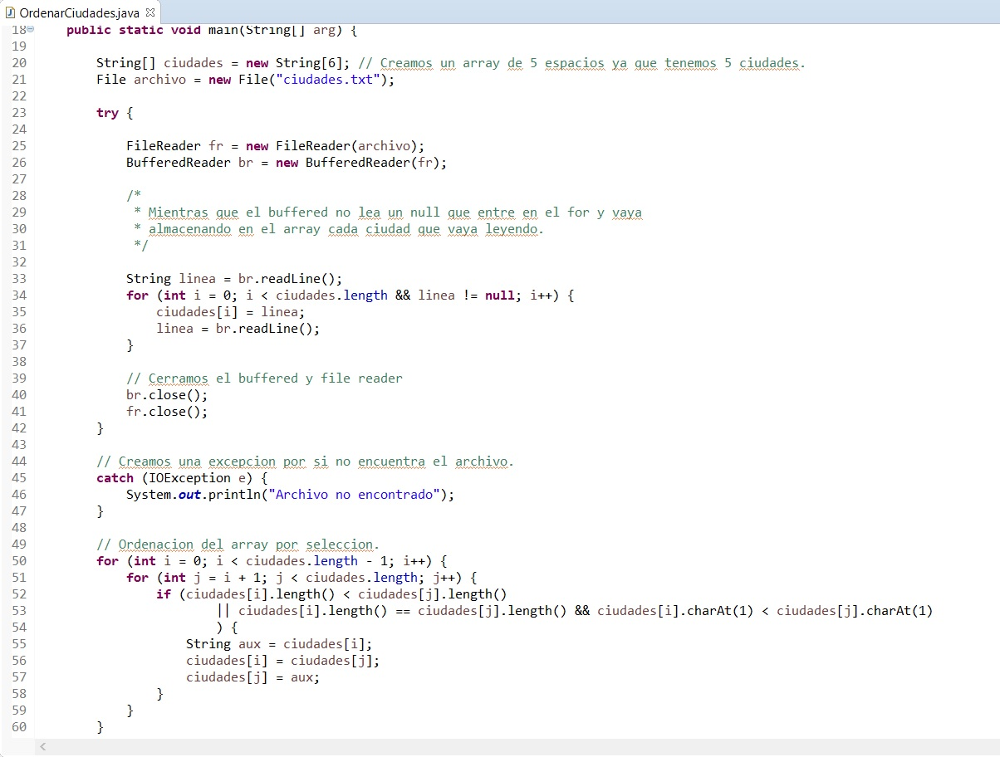 OrdenarCiudades.java
18 public static void main(String[] arg) {
19
20 String[] ciudades = new String[6]; // Creamos un array de 5 espacios ya que tenemos 5 ciudades.
21 File archivo = new File("ciudades.txt");
22
23 try {
24
25 FileReader fr = new FileReader(archivo);
26 BufferedReader br = new BufferedReader(fr);
27
28 /*
29 * Mientras que el buffered no lea un null que entre en el for y vaya
30 * almacenando en el array cada ciudad que vaya leyendo.
31 */
32
33 String linea = br.readLine();
34 for (int i = 0; i < ciudades.length && linea != null; i++) {
35 ciudades[i] = linea;
36 linea = br.readLine();
37 }
38
39 // Cerramos el buffered y file reader
40 br.close();
41 fr.close();
42 }
43
44 // Creamos una excepcion por si no encuentra el archivo.
45 catch (IOException e) {
46 System.out.println("Archivo no encontrado");
47 }
48
49 // Ordenacion del array por seleccion.
50 for (int i = 0; i < ciudades.length - 1; i++) {
51 for (int j = i + 1; j < ciudades.length; j++) {
52 if (ciudades[i].length() < ciudades[j].length()
53 || ciudades[i].length() == ciudades[j].length() && ciudades[i].charAt(1) < ciudades[j].charAt(1)
54 ) {
55 String aux = ciudades[i];
56 ciudades[i] = ciudades[j];
57 ciudades[j] = aux;
58 }
59 }
60 }